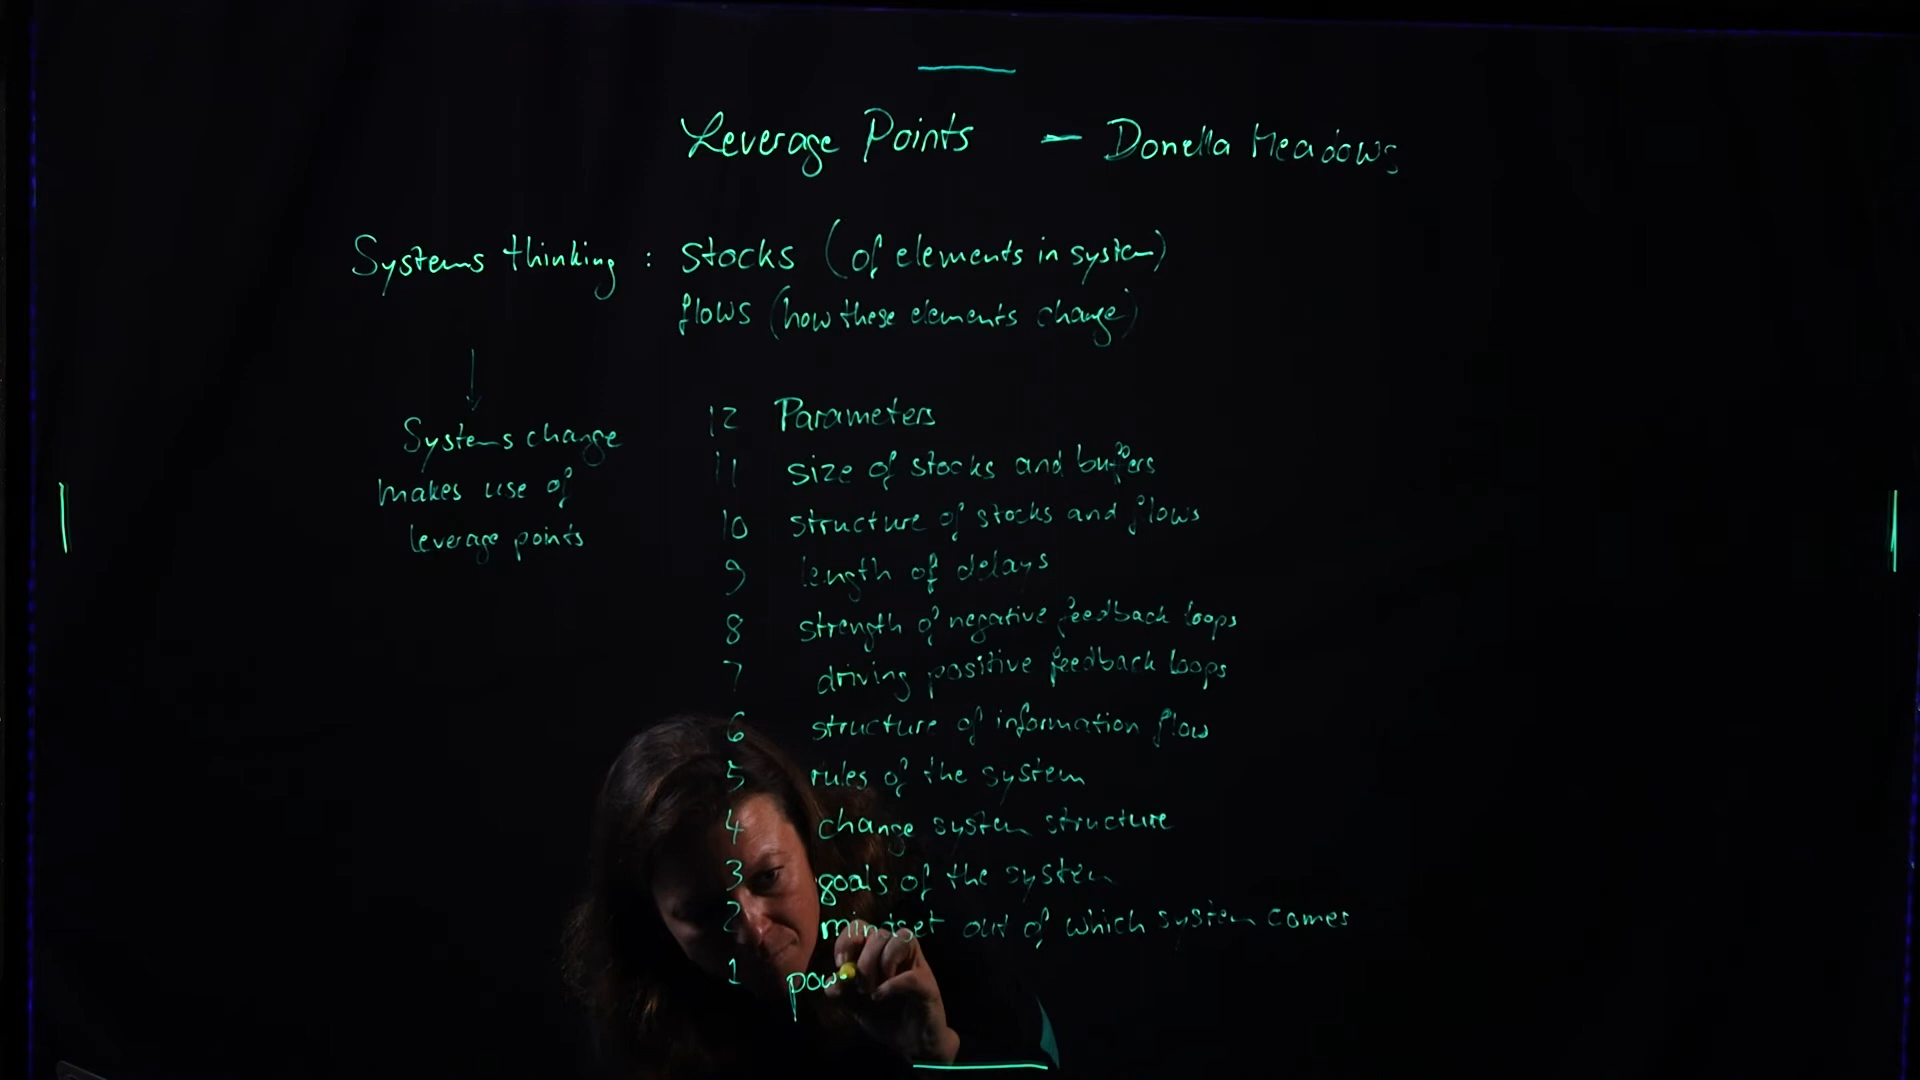 Leverage Points — Donella Meadows
Systems thinking : stocks (of elements in system)
flows (how these elements change)
Systems change
makes use of
leverage points
12 Parameters
11 size of stocks and buffers
10 structure of stocks and flows
9 length of delays
8 strength of negative feedback loops
7 driving positive feedback loops
6 structure of information flow
5 rules of the system
4 change system structure
3 goals of the system
2 mindset out of which system comes
1 pow